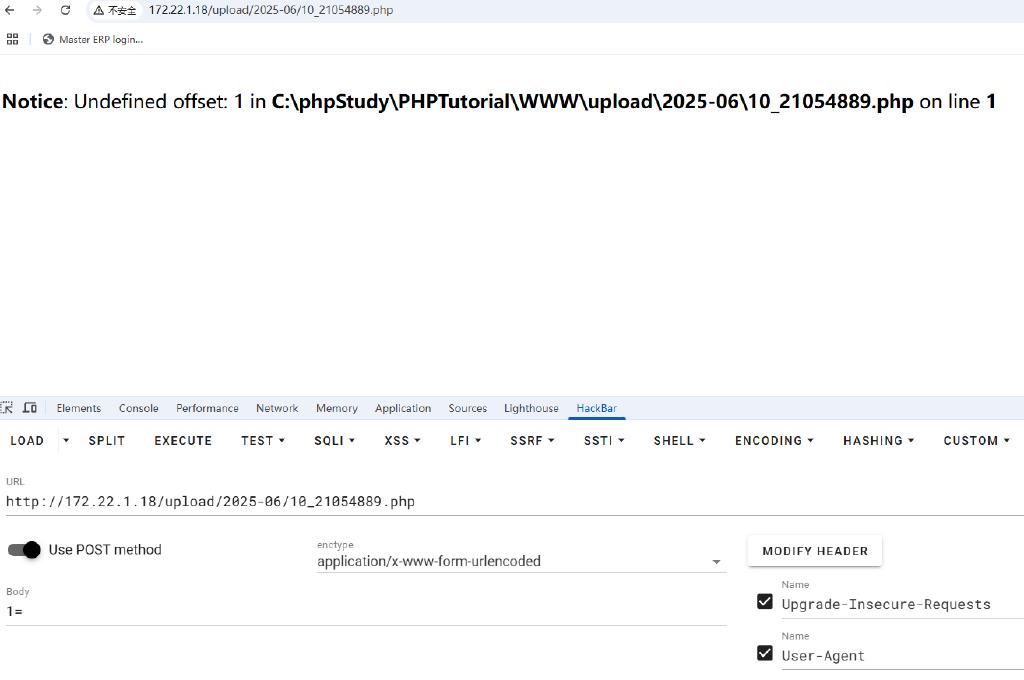 不安全 172.22.1.18/upload/2025-06/10_21054889.php
Master ERP login...
Notice: Undefined offset: 1 in C:\phpStudy\PHPTutorial\WWW\upload\2025-06\10_21054889.php on line 1
Elements Console Performance Network Memory Application Sources Lighthouse HackBar
LOAD SPLIT EXECUTE TEST SQLI XSS LFI SSRF SSTI SHELL ENCODING HASHING CUSTOM
URL
http://172.22.1.18/upload/2025-06/10_21054889.php
Use POST method
enctype
application/x-www-form-urlencoded
MODIFY HEADER
Body
1=
Name
Upgrade-Insecure-Requests
Name
User-Agent